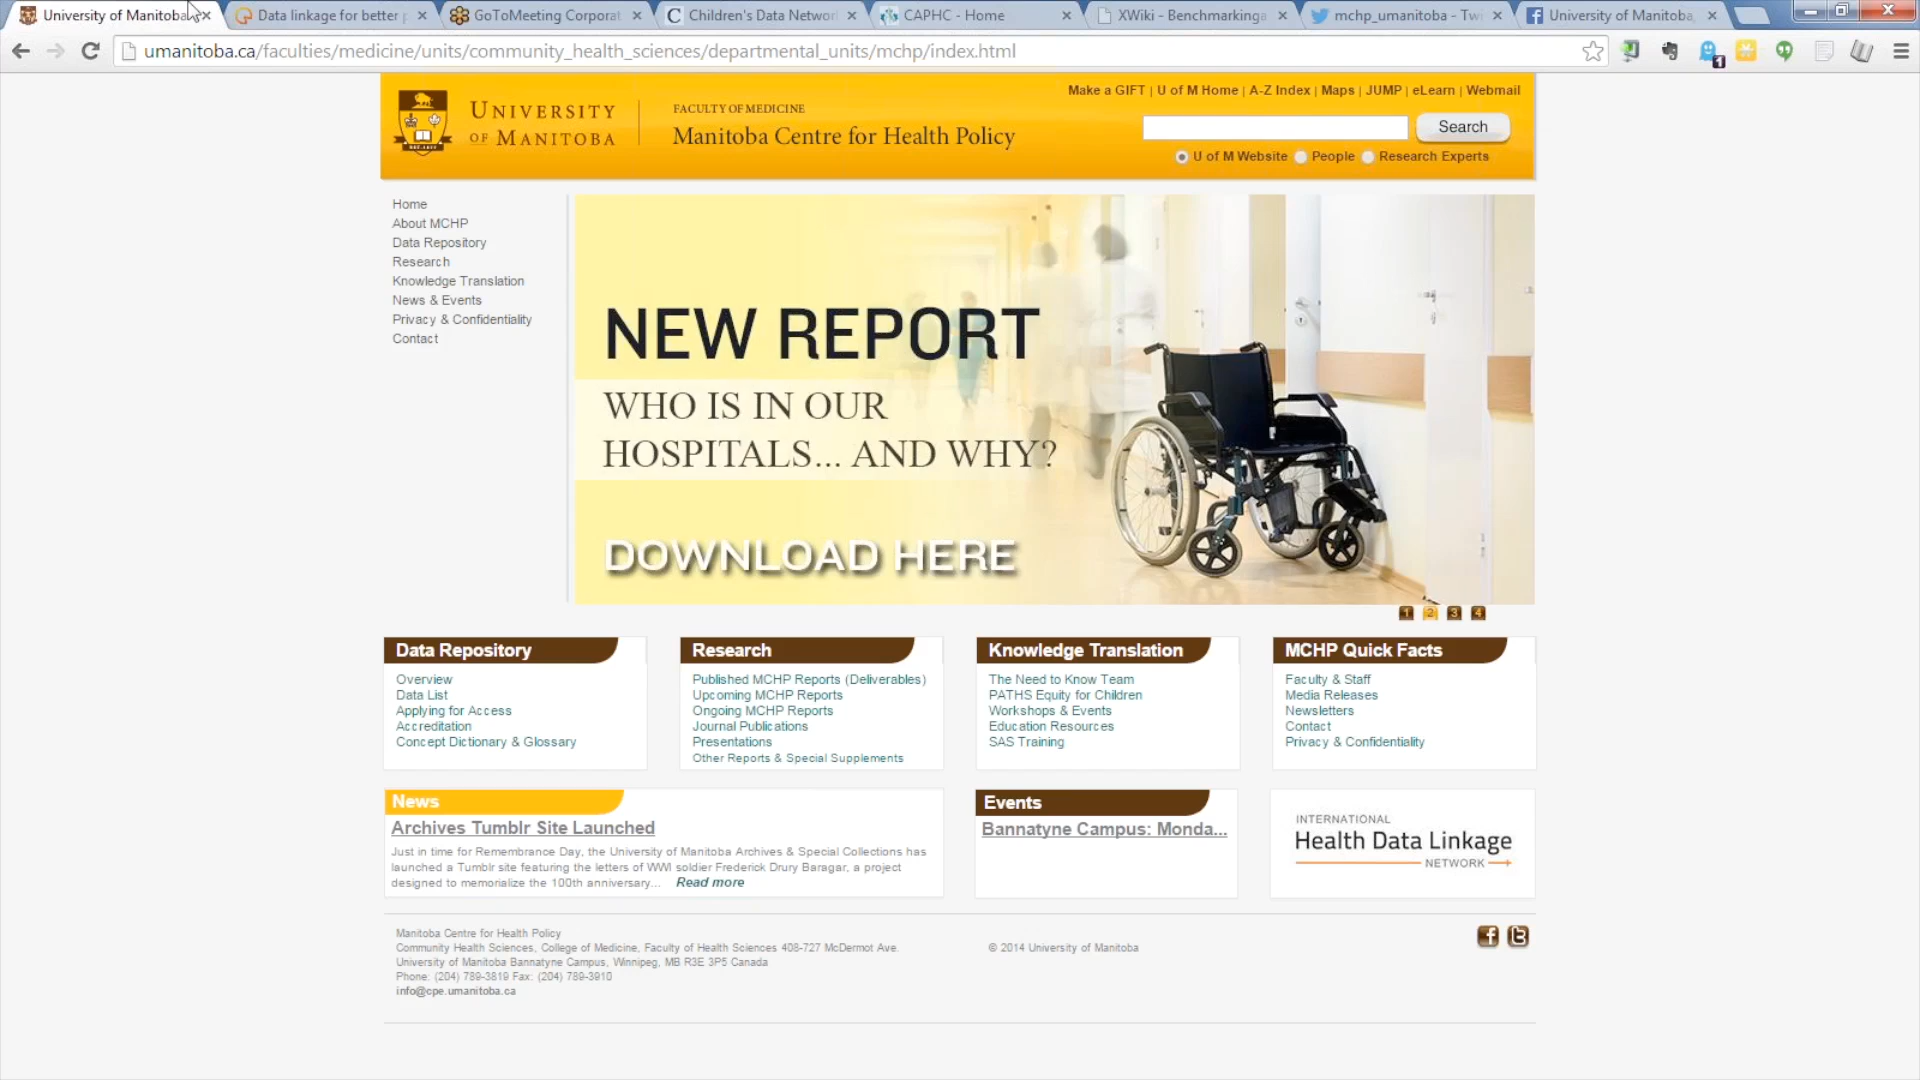 University of Manitoba
Data linkage for better p
GoToMeeting Corporat
Children's Data Networ
CAPHC - Home
XWiki - Benchmarking
mchp_umanitoba - Tw
University of Manitoba,
umanitoba.ca/faculties/medicine/units/community_health_sciences/departmental_units/mchp/index.html
1
UNIVERSITY
OF MANITOBA
FACULTY OF MEDICINE
Manitoba Centre for Health Policy
Make a GIFT | U of M Home | A-Z Index | Maps | JUMP | eLearn | Webmail
Search
U of M Website People Research Experts
Home
About MCHP
Data Repository
Research
Knowledge Translation
News & Events
Privacy & Confidentiality
Contact
NEW REPORT
WHO IS IN OUR
HOSPITALS... AND WHY?
DOWNLOAD HERE
1 2 3 4
Data Repository
Overview
Data List
Applying for Access
Accreditation
Concept Dictionary & Glossary
Research
Published MCHP Reports (Deliverables)
Upcoming MCHP Reports
Ongoing MCHP Reports
Journal Publications
Presentations
Other Reports & Special Supplements
Knowledge Translation
The Need to Know Team
PATHS Equity for Children
Workshops & Events
Education Resources
SAS Training
MCHP Quick Facts
Faculty & Staff
Media Releases
Newsletters
Contact
Privacy & Confidentiality
News
Archives Tumblr Site Launched
Just in time for Remembrance Day, the University of Manitoba Archives & Special Collections has
launched a Tumblr site featuring the letters of WWI soldier Frederick Drury Baragar, a project
designed to memorialize the 100th anniversary... Read more
Events
Bannatyne Campus: Monda...
INTERNATIONAL
Health Data Linkage
NETWORK
Manitoba Centre for Health Policy
Community Health Sciences, College of Medicine, Faculty of Health Sciences 408-727 McDermot Ave.
University of Manitoba Bannatyne Campus, Winnipeg, MB R3E 3P5 Canada
Phone: (204) 789-3819 Fax: (204) 789-3910
info@cpe.umanitoba.ca
© 2014 University of Manitoba